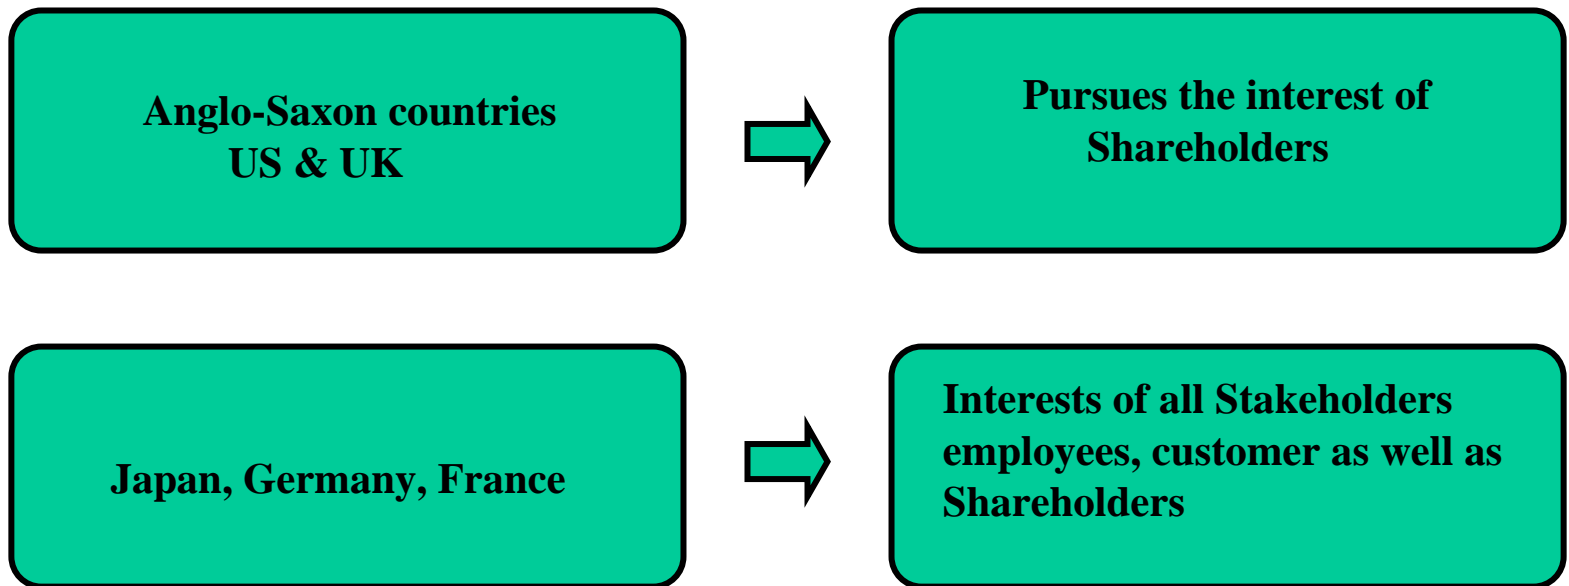 Anglo-Saxon countries
US & UK
Pursues the interest of
Shareholders
Japan, Germany, France
Interests of all Stakeholders
employees, customer as well as
Shareholders